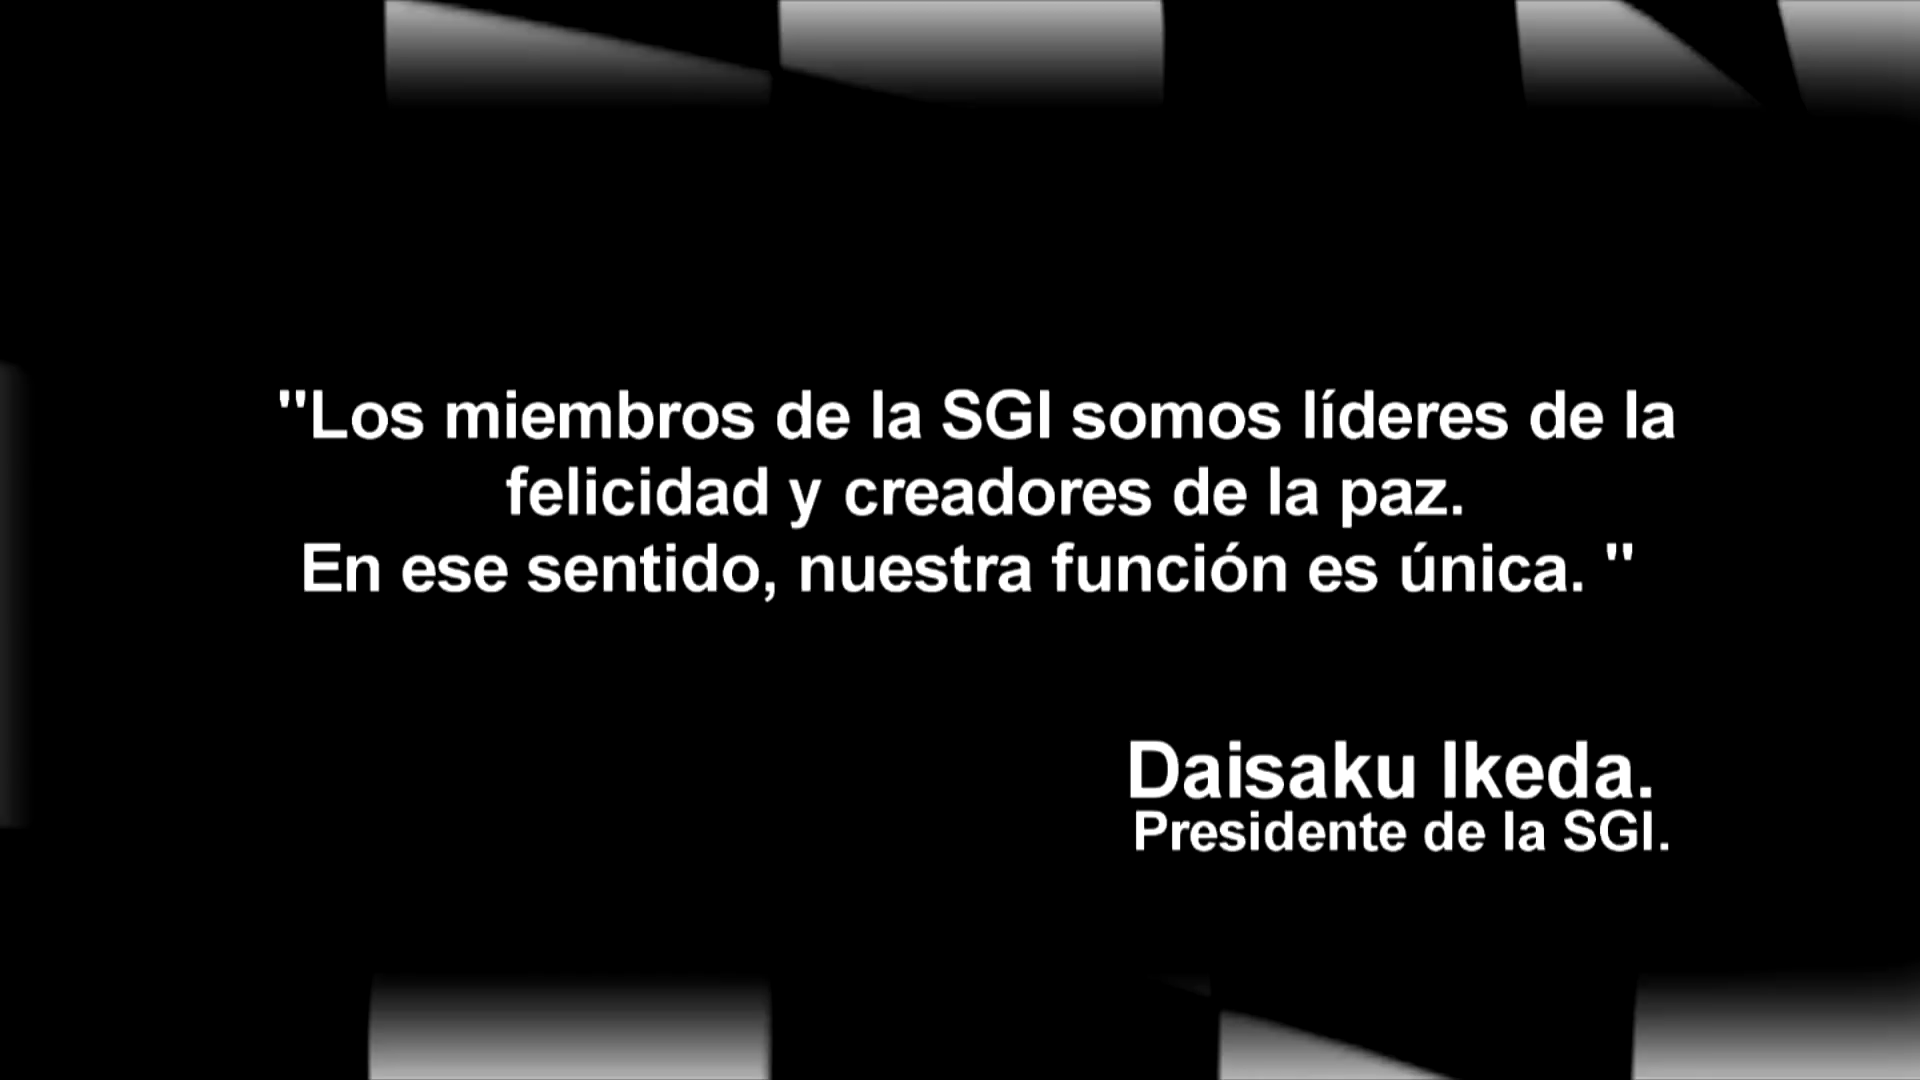 "Los miembros de la SGI somos líderes de la
felicidad y creadores de la paz.
En ese sentido, nuestra función es única. "
Daisaku Ikeda.
Presidente de la SGI.